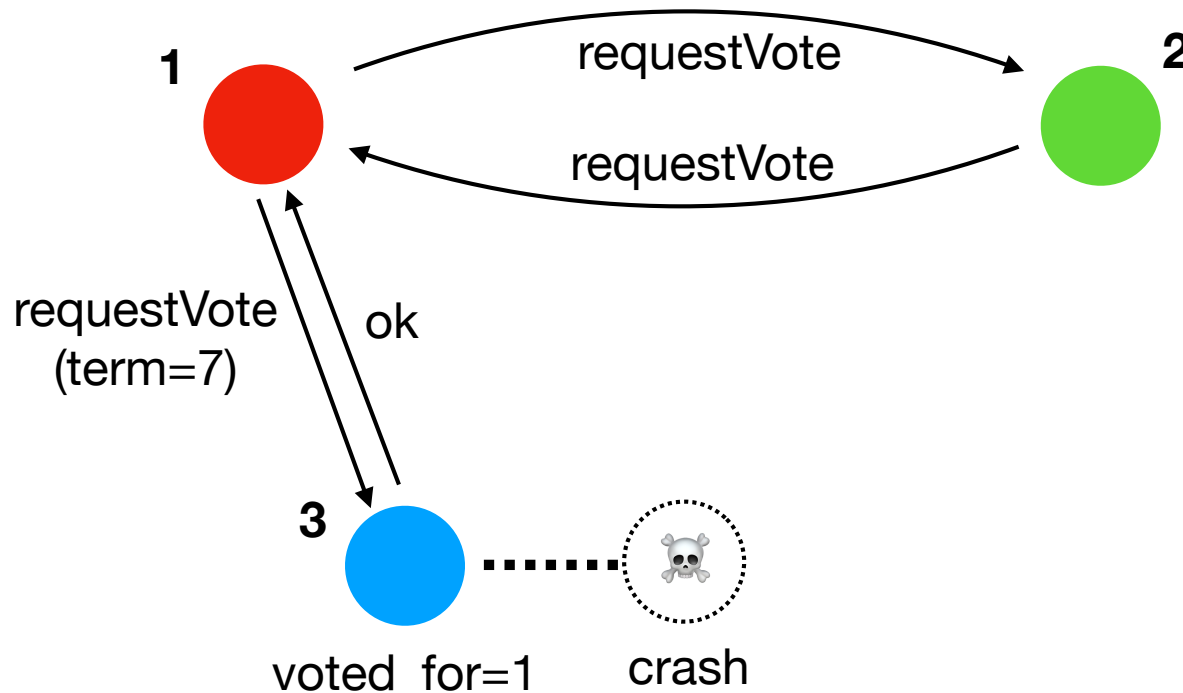 1
requestVote
2
requestVote
requestVote
(term=7)
ok
3
voted_for=1
crash